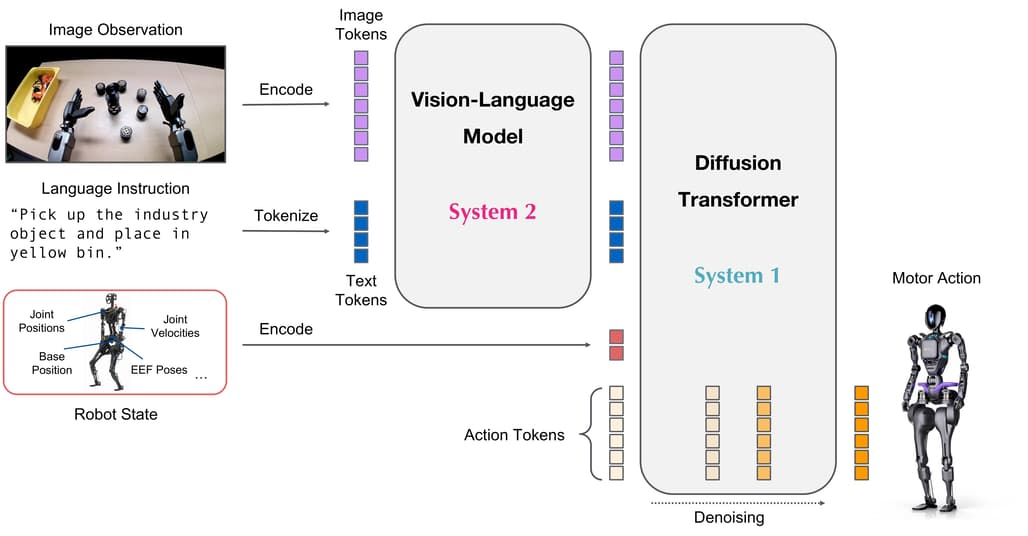 Image Observation
Encode
Image
Tokens
Vision-Language
Model
System 2
Language Instruction
“Pick up the industry
object and place in
yellow bin.”
Tokenize
Text
Tokens
Diffusion
Transformer
System 1
Joint
Positions
Joint
Velocities
Base
Position
EEF Poses ...
Robot State
Encode
Action Tokens
Denoising
Motor Action